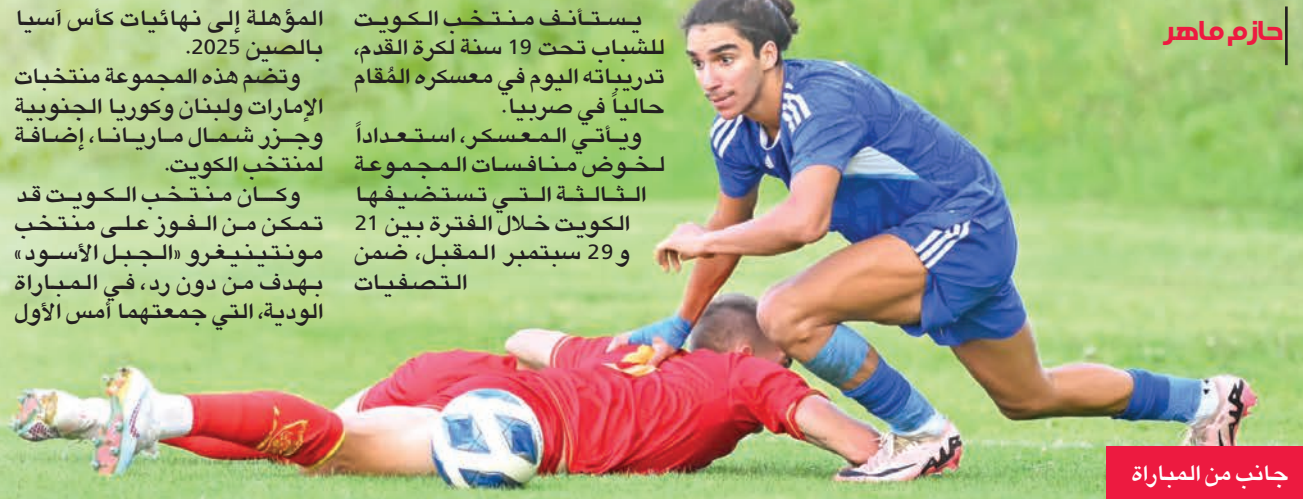 حازم ماهر
يستأنف منتخب الكويت
للشباب تحت 19 سنة لكرة القدم،
تدريباته اليوم في معسكره المُقام
حالياً في صربيا.
ويأتي المعسكر، استعداداً
لخوض منافسات المجموعة
الثالثة التي تستضيفها
الكويت خلال الفترة بين 21
و29 سبتمبر المقبل، ضمن
التصفيات
المؤهلة إلى نهائيات كأس آسيا
بالصين 2025.
وتضم هذه المجموعة منتخبات
الإمارات ولبنان وكوريا الجنوبية
وجزر شمال ماريانا، إضافة
لمنتخب الكويت.
وكان منتخب الكويت قد
تمكن من الفوز على منتخب
مونتينيغرو «الجبل الأسود»
بهدف من دون رد، في المباراة
الودية، التي جمعتهما أمس الأول
جانب من المباراة